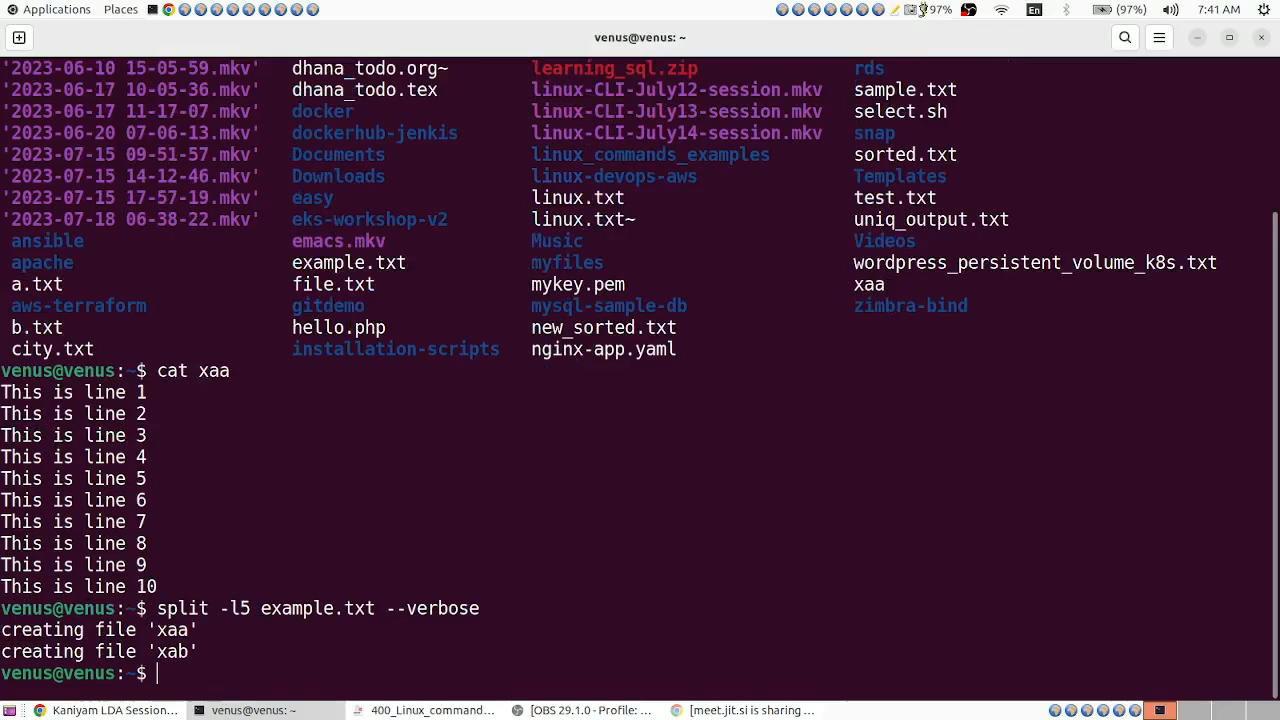 Applications Places 97% En (97%) 7:41 AM
venus@venus: ~
'2023-06-10 15-05-59.mkv' dhana_todo.org~ learning_sql.zip rds
'2023-06-17 10-05-36.mkv' dhana_todo.tex linux-CLI-July12-session.mkv sample.txt
'2023-06-17 11-17-07.mkv' docker linux-CLI-July13-session.mkv select.sh
'2023-06-20 07-06-13.mkv' dockerhub-jenkis linux-CLI-July14-session.mkv snap
'2023-07-15 09-51-57.mkv' Documents linux_commands_examples sorted.txt
'2023-07-15 14-12-46.mkv' Downloads linux-devops-aws Templates
'2023-07-15 17-57-19.mkv' easy linux.txt test.txt
'2023-07-18 06-38-22.mkv' eks-workshop-v2 linux.txt~ uniq_output.txt
ansible emacs.mkv Music Videos
apache example.txt myfiles wordpress_persistent_volume_k8s.txt
a.txt file.txt mykey.pem xaa
aws-terraform gitdemo mysql-sample-db zimbra-bind
b.txt hello.php new_sorted.txt
city.txt installation-scripts nginx-app.yaml
venus@venus:~$ cat xaa
This is line 1
This is line 2
This is line 3
This is line 4
This is line 5
This is line 6
This is line 7
This is line 8
This is line 9
This is line 10
venus@venus:~$ split -l5 example.txt --verbose
creating file 'xaa'
creating file 'xab'
venus@venus:~$
Kaniyam LDA Session... venus@venus: ~ 400_Linux_command... [OBS 29.1.0 - Profile: ... [meet.jit.si is sharing ...